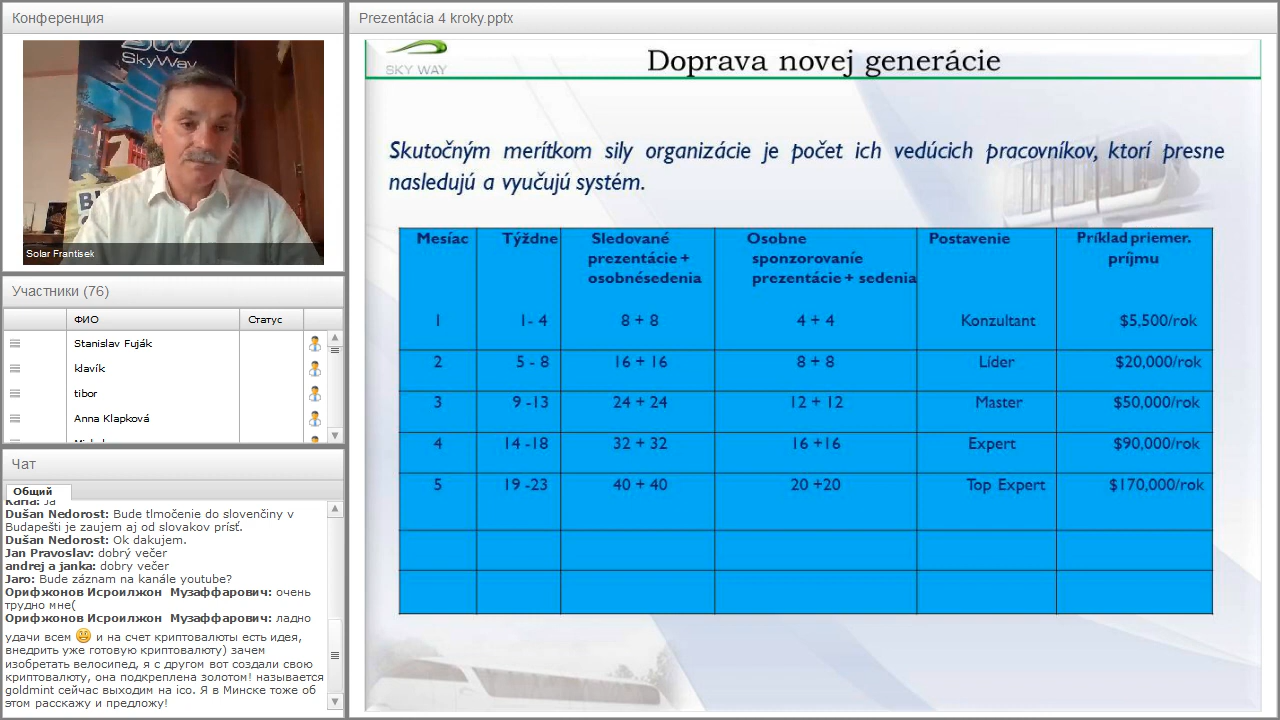 Конференция
SW
SkyWay
Solar Frantisek
Участники (76)
ФИО
Статус
Stanislav Fuják
klavík
tibor
Anna Klapková
Чат
Общий
Dušan Nedorost: Bude tlmočenie do slovenčiny v
Budapešti je zaujem aj od slovakov prísť.
Dušan Nedorost: Ok dakujem.
Jan Pravoslav: dobrý večer
andrej a janka: dobry večer
Jaro: Bude záznam na kanále youtube?
Орифжонов Исроилжон Музаффарович: очень
трудно мне(
Орифжонов Исроилжон Музаффарович: ладно
удачи всем 😀 и на счет криптовалюты есть идея,
внедрить уже готовую криптовалюту) зачем
изобретать велосипед, я с другом вот создали свою
криптовалюту, она подкреплена золотом! называется
goldmint сейчас выходим на ico. Я в Минске тоже об
этом расскажу и предложу!
Prezentácia 4 kroky.pptx
SKY WAY
Doprava novej generácie
Skutočným merítkom sily organizácie je počet ich vedúcich pracovníkov, ktorí presne
nasledujú a vyučujú systém.
Mesíac Týždne Sledované prezentácie + osobnésedenia Osobne sponzorovaníe prezentácie + sedenia Postavenie Príklad priemer. príjmu
1 1- 4 8 + 8 4 + 4 Konzultant $5,500/rok
2 5 - 8 16 + 16 8 + 8 Líder $20,000/rok
3 9 -13 24 + 24 12 + 12 Master $50,000/rok
4 14 -18 32 + 32 16 +16 Expert $90,000/rok
5 19 -23 40 + 40 20 +20 Top Expert $170,000/rok